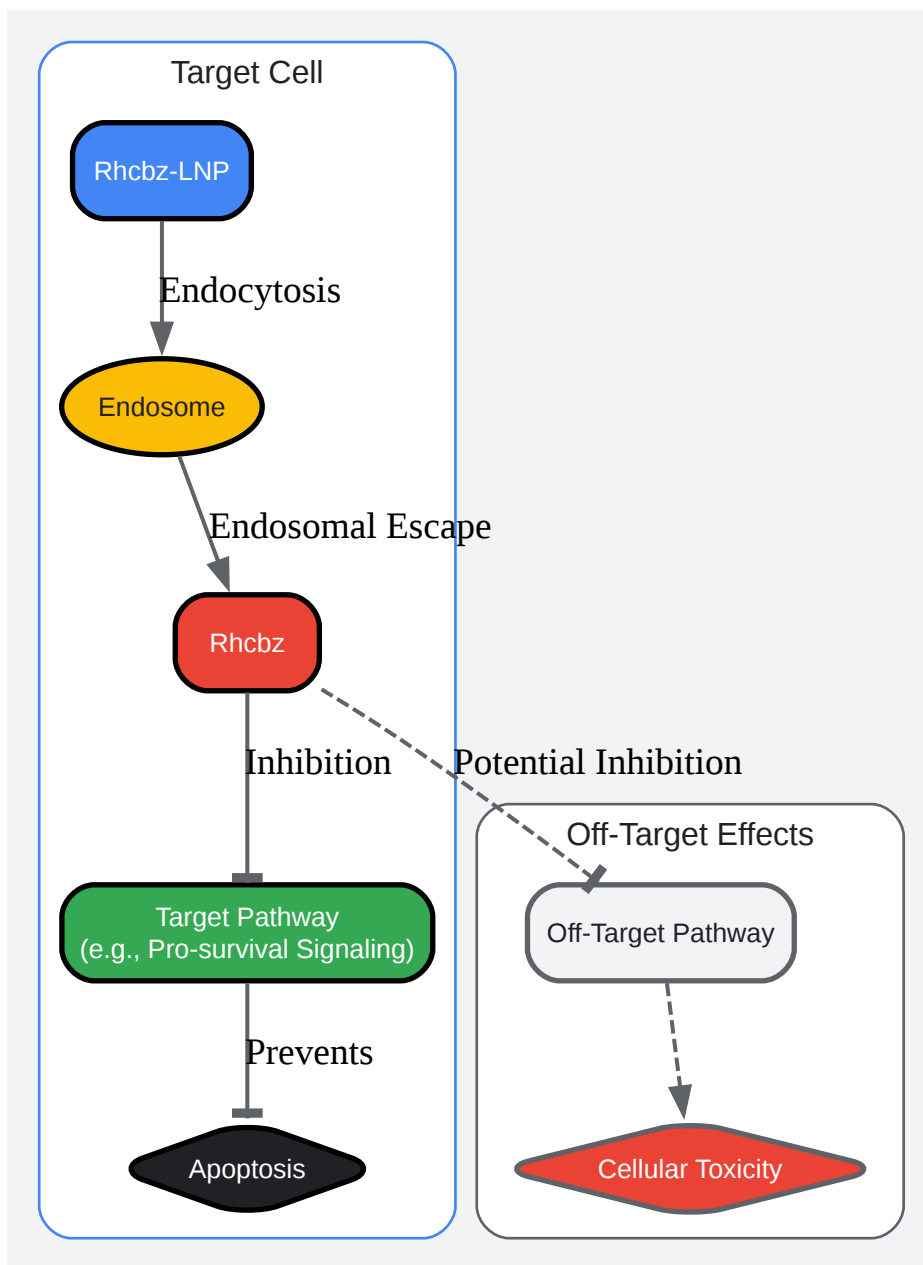 Target Cell
Rhcbz-LNP
Endocytosis
Endosome
Endosomal Escape
Rhcbz
Inhibition
Potential Inhibition
Off-Target Effects
Target Pathway
(e.g., Pro-survival Signaling)
Off-Target Pathway
Prevents
Apoptosis
Cellular Toxicity